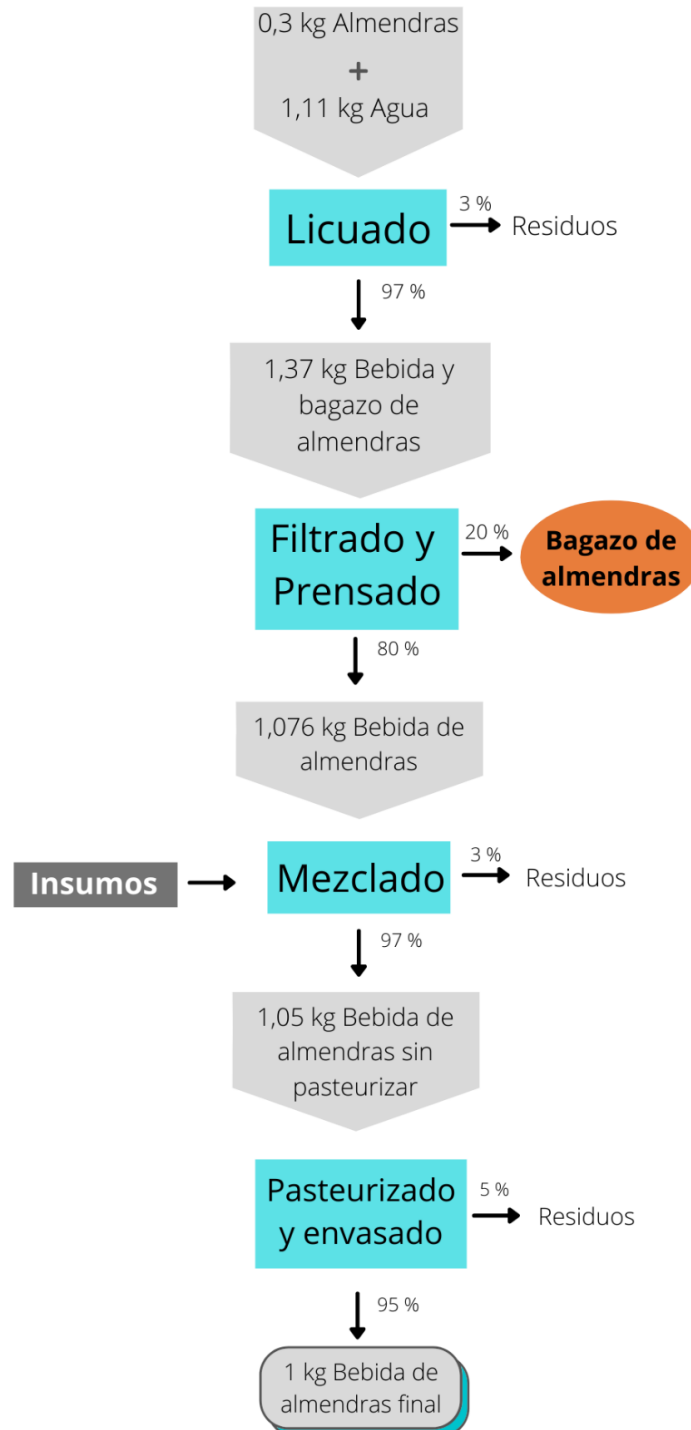 0,3 kg Almendras
+
1,11 kg Agua
Licuado
3 %
Residuos
97 %
1,37 kg Bebida y
bagazo de
almendras
Filtrado y
Prensado
20 %
Bagazo de
almendras
80 %
1,076 kg Bebida de
almendras
Insumos
Mezclado
3 %
Residuos
97 %
1,05 kg Bebida de
almendras sin
pasteurizar
Pasteurizado
y envasado
5 %
Residuos
95 %
1 kg Bebida de
almendras final